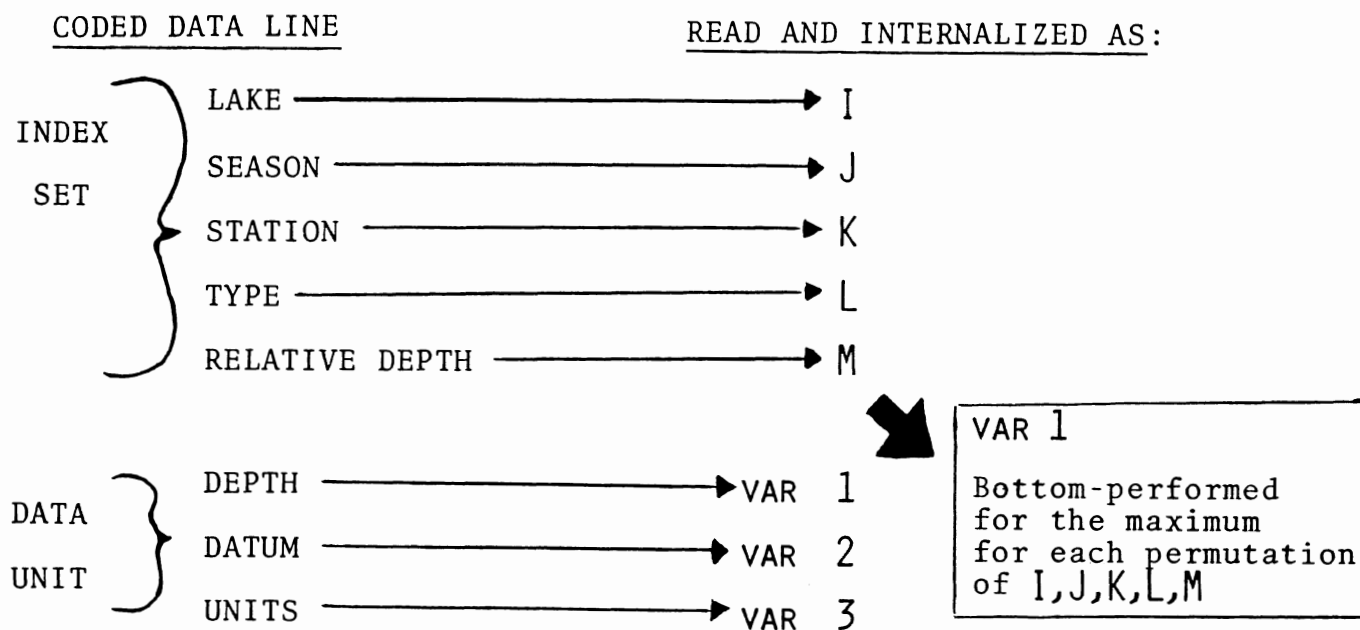 CODED DATA LINE READ AND INTERNALIZED AS:
LAKE I
INDEX
SEASON J
SET
STATION K
TYPE L
RELATIVE DEPTH M
VAR 1
DEPTH VAR 1
Bottom-performed
DATA
for the maximum
DATUM VAR 2
for each permutation
UNIT
of I,J,K,L,M
UNITS VAR 3